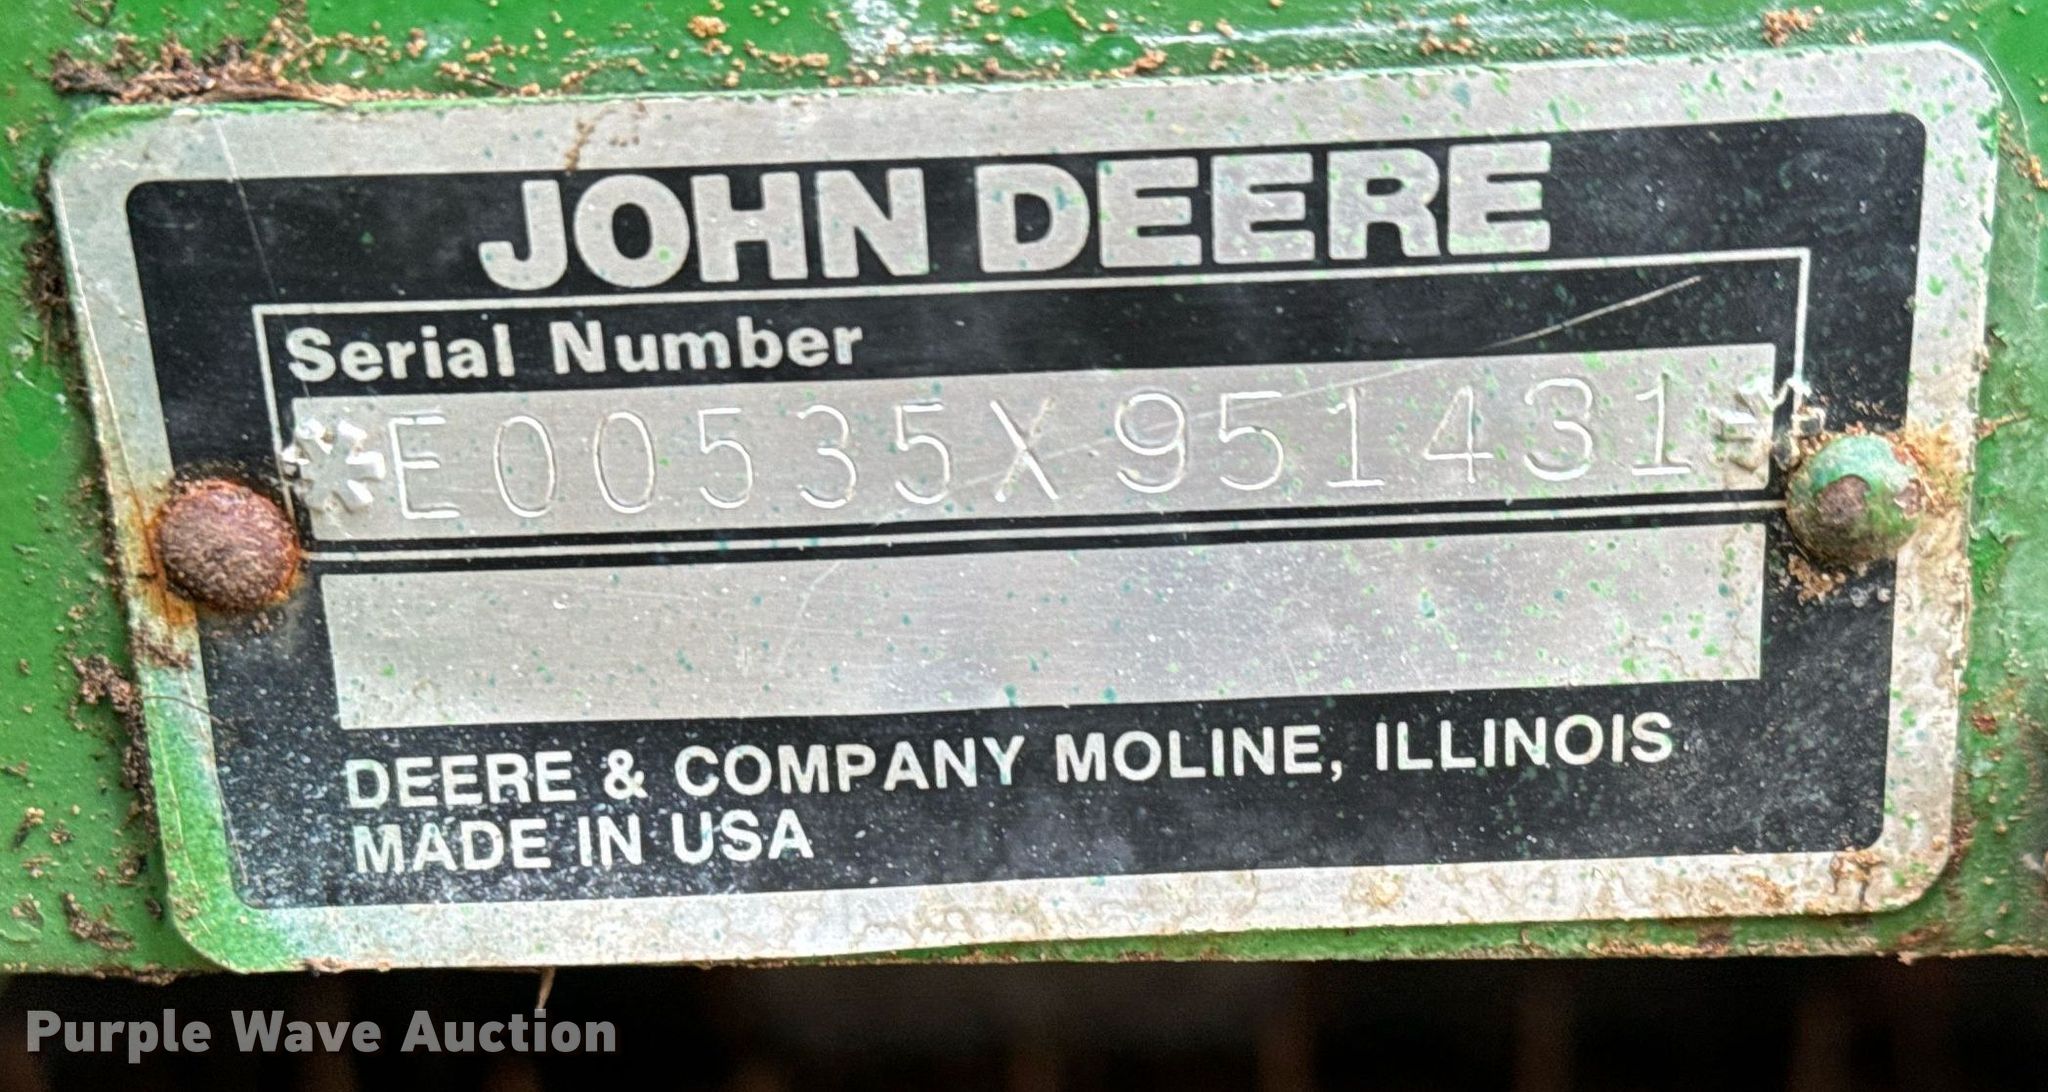 JOHN DEERE
Serial Number
*E00535X951431*
DEERE & COMPANY MOLINE, ILLINOIS
MADE IN USA
Purple Wave Auction